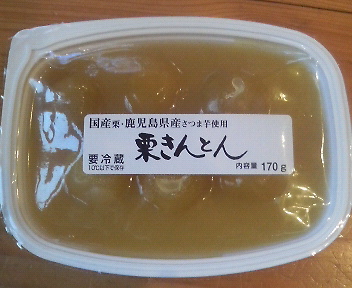 国産栗・鹿児島県産さつま芋使用
栗きんとん
要冷蔵
10℃以下で保存
内容量 170g